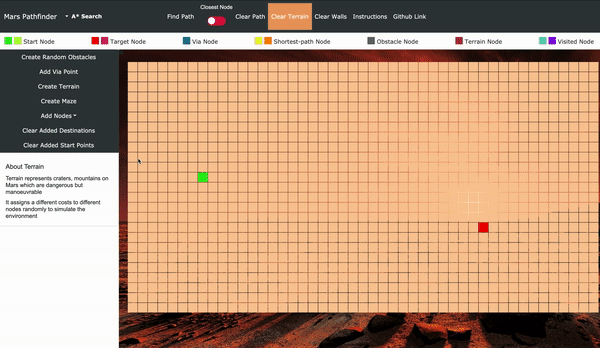 Mars Pathfinder A* Search Find Path Closest Node Clear Path Clear Terrain Clear Walls Instructions Github Link
Start Node Target Node Via Node Shortest-path Node Obstacle Node Terrain Node Visited Node
Create Random Obstacles
Add Via Point
Create Terrain
Create Maze
Add Nodes
Clear Added Destinations
Clear Added Start Points
About Terrain
Terrain represents craters, mountains on
Mars which are dangerous but
manoeuvrable
It assigns a different costs to different
nodes randomly to simulate the
environment